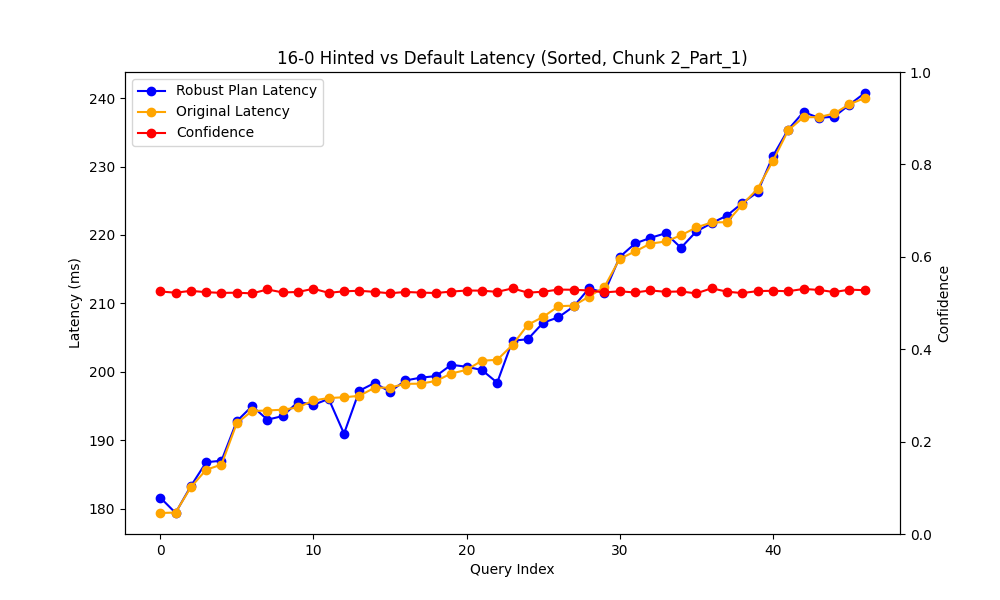 16-0 Hinted vs Default Latency (Sorted, Chunk 2_Part_1)
Robust Plan Latency
Original Latency
Confidence
Latency (ms)
240
230
220
210
200
190
180
1.0
0.8
0.6
0.4
0.2
0.0
Confidence
0
10
20
30
40
Query Index